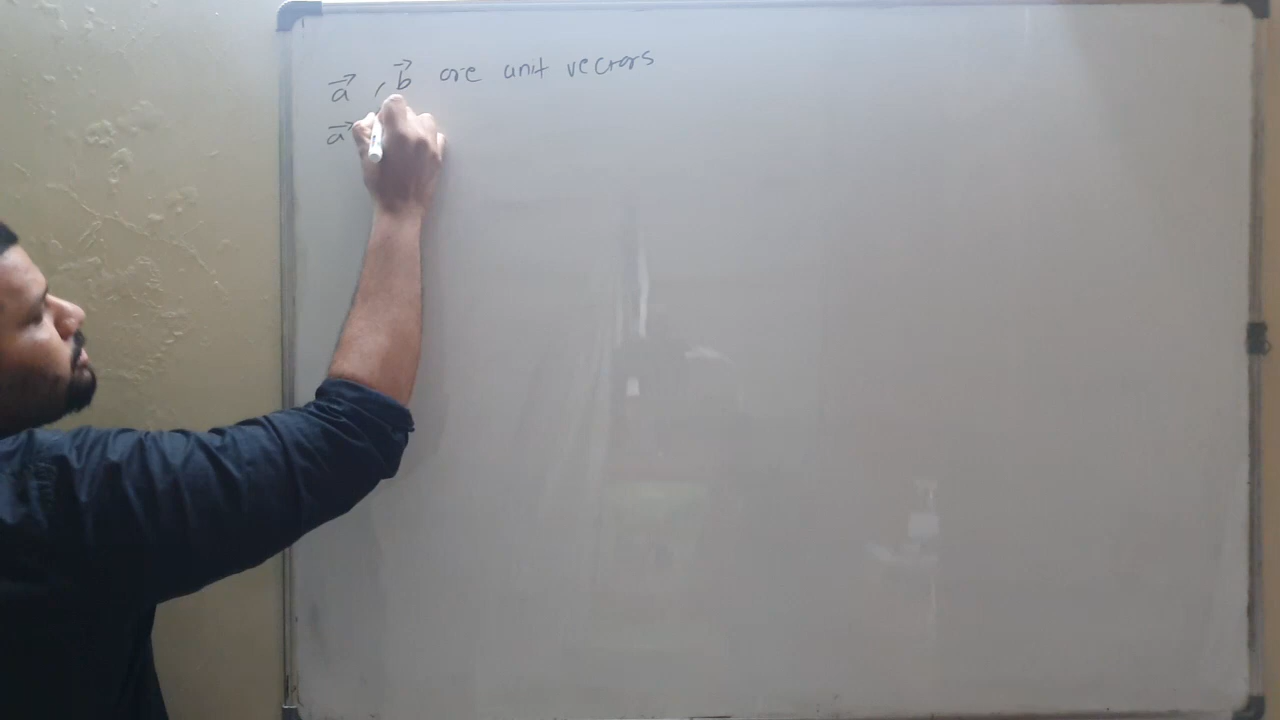 a⃗ , b⃗ are unit vectors
a⃗